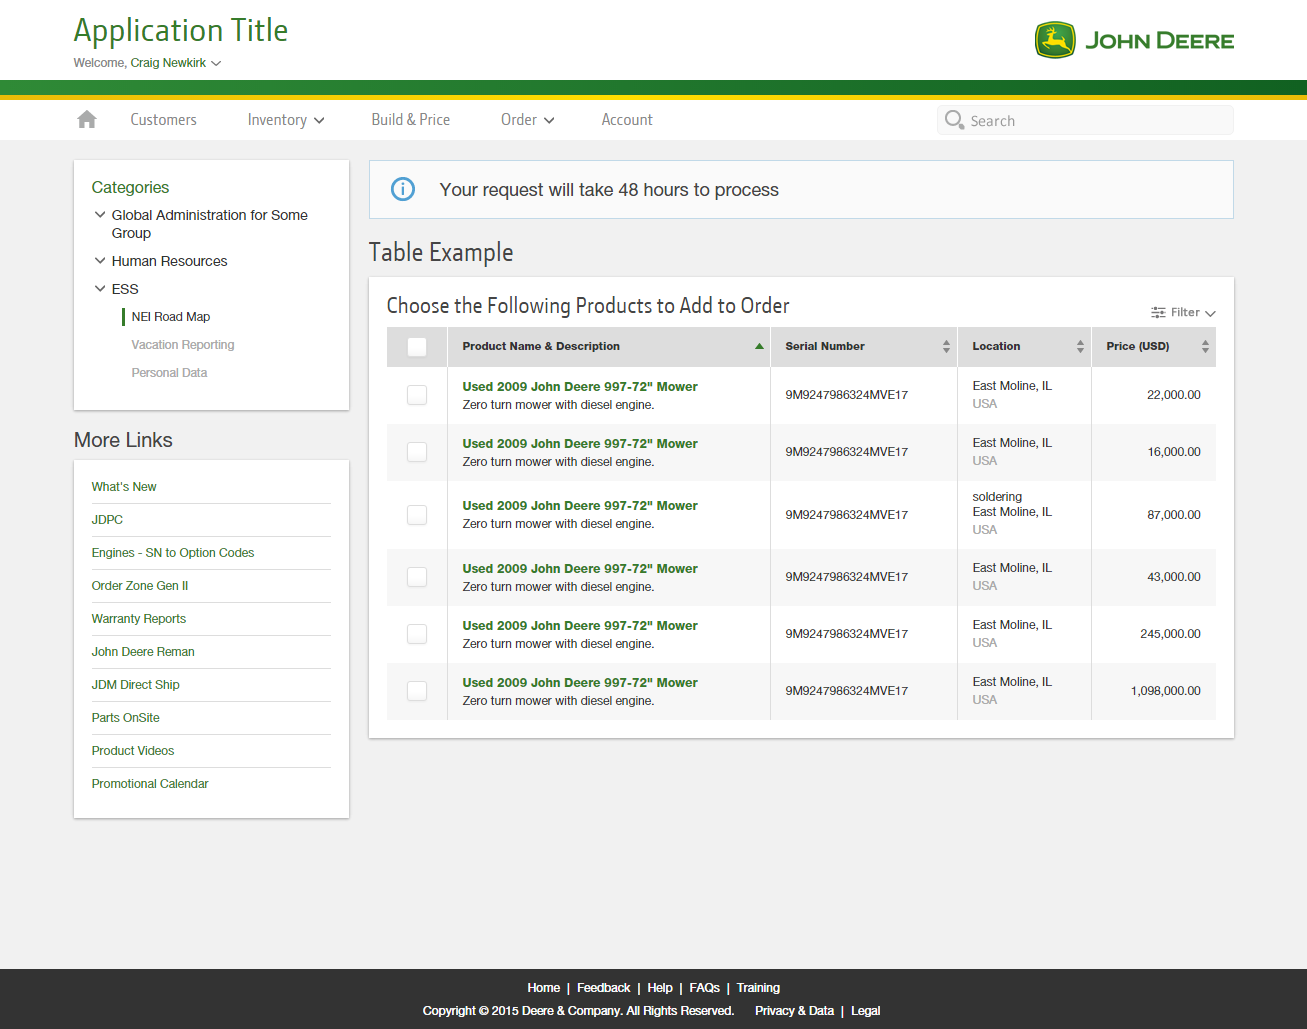 Application Title
Welcome, Craig Newkirk
JOHN DEERE
Customers Inventory Build & Price Order Account Search
Categories
Global Administration for Some
Group
Human Resources
ESS
NEI Road Map
Vacation Reporting
Personal Data
More Links
What's New
JDPC
Engines - SN to Option Codes
Order Zone Gen II
Warranty Reports
John Deere Reman
JDM Direct Ship
Parts OnSite
Product Videos
Promotional Calendar
Your request will take 48 hours to process
Table Example
Choose the Following Products to Add to Order
Filter
Product Name & Description Serial Number Location Price (USD)
Used 2009 John Deere 997-72" Mower
Zero turn mower with diesel engine.
9M9247986324MVE17
East Moline, IL
USA
22,000.00
Used 2009 John Deere 997-72" Mower
Zero turn mower with diesel engine.
9M9247986324MVE17
East Moline, IL
USA
16,000.00
Used 2009 John Deere 997-72" Mower
Zero turn mower with diesel engine.
9M9247986324MVE17
soldering
East Moline, IL
USA
87,000.00
Used 2009 John Deere 997-72" Mower
Zero turn mower with diesel engine.
9M9247986324MVE17
East Moline, IL
USA
43,000.00
Used 2009 John Deere 997-72" Mower
Zero turn mower with diesel engine.
9M9247986324MVE17
East Moline, IL
USA
245,000.00
Used 2009 John Deere 997-72" Mower
Zero turn mower with diesel engine.
9M9247986324MVE17
East Moline, IL
USA
1,098,000.00
Home | Feedback | Help | FAQs | Training
Copyright © 2015 Deere & Company. All Rights Reserved. Privacy & Data | Legal